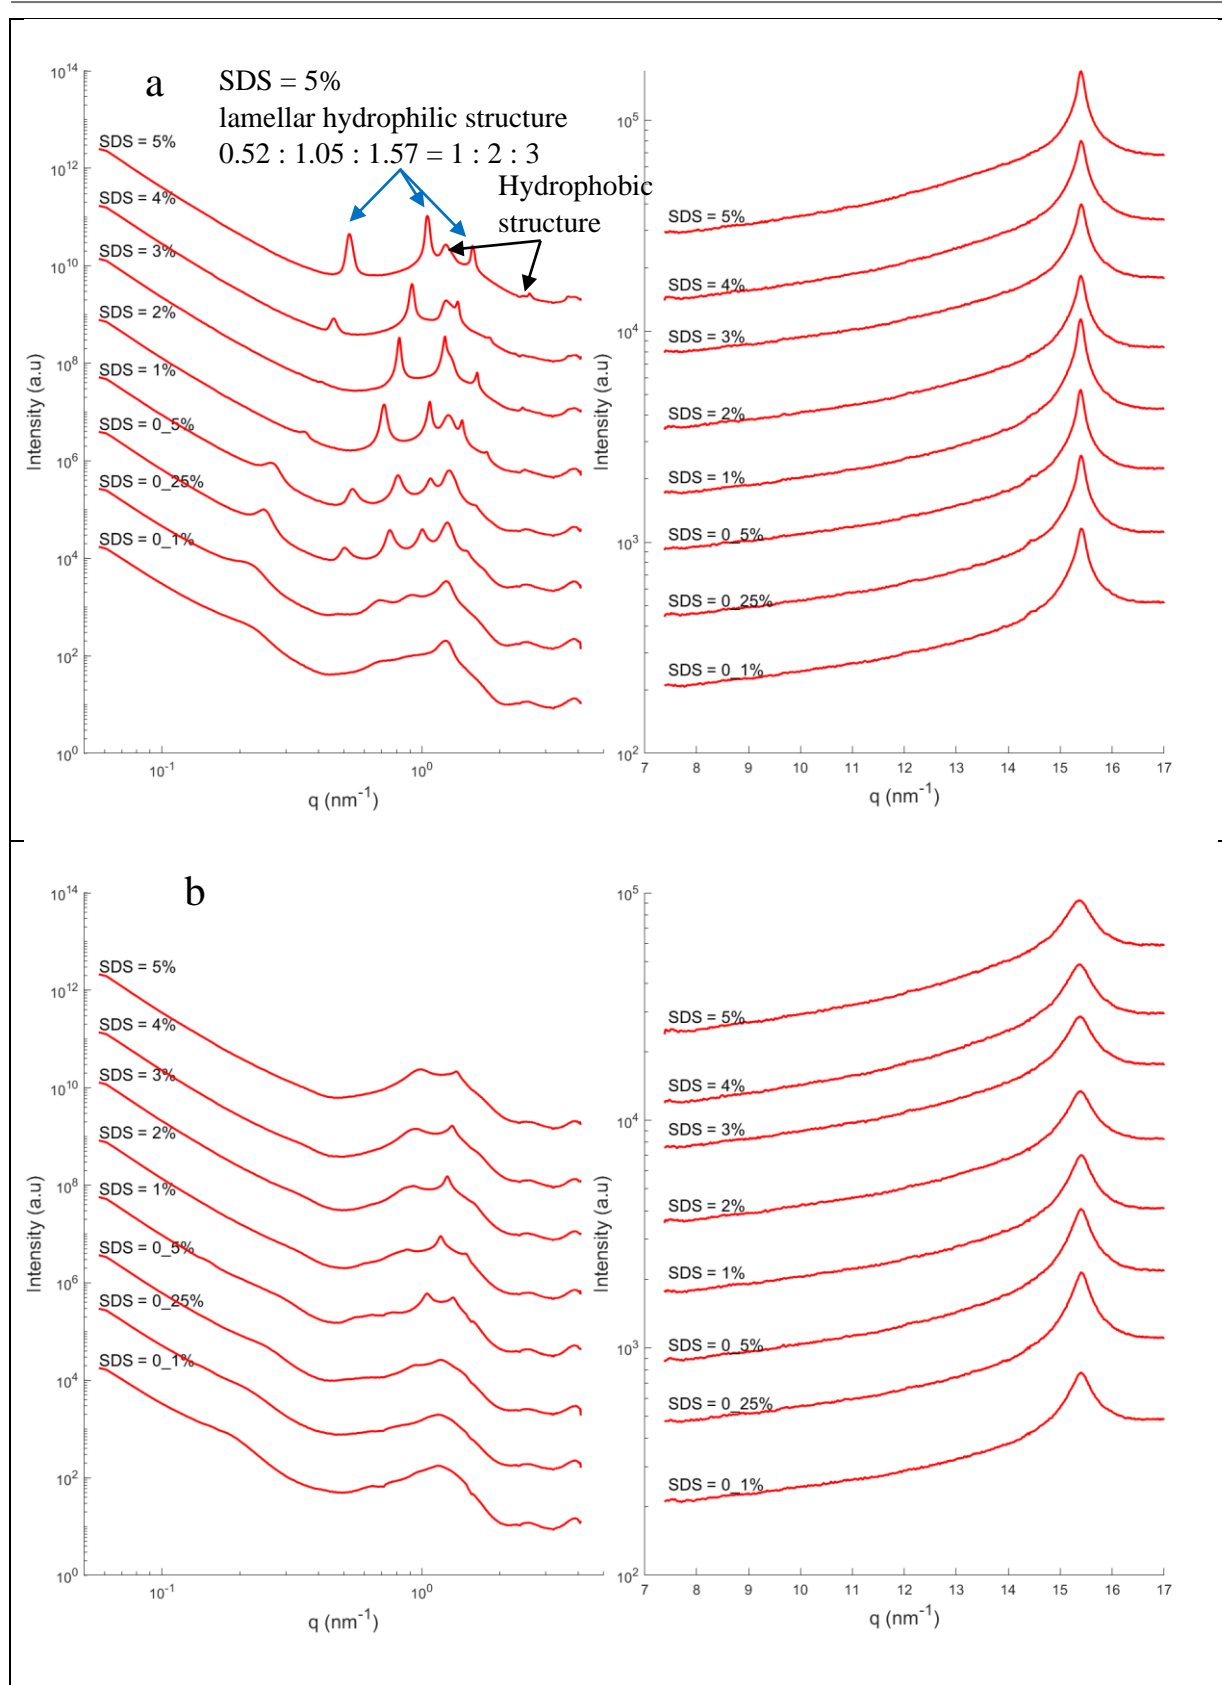 a
SDS = 5%
lamellar hydrophilic structure
0.52 : 1.05 : 1.57 = 1 : 2 : 3
Hydrophobic
structure
10^14
10^12
10^10
10^8
10^6
10^4
10^2
10^0
Intensity (a.u)
SDS = 5%
SDS = 4%
SDS = 3%
SDS = 2%
SDS = 1%
SDS = 0_5%
SDS = 0_25%
SDS = 0_1%
10^-1
10^0
q (nm^-1)
10^5
10^4
10^3
10^2
Intensity (a.u)
SDS = 5%
SDS = 4%
SDS = 3%
SDS = 2%
SDS = 1%
SDS = 0_5%
SDS = 0_25%
SDS = 0_1%
7 8 9 10 11 12 13 14 15 16 17
q (nm^-1)
b
10^14
10^12
10^10
10^8
10^6
10^4
10^2
10^0
Intensity (a.u)
SDS = 5%
SDS = 4%
SDS = 3%
SDS = 2%
SDS = 1%
SDS = 0_5%
SDS = 0_25%
SDS = 0_1%
10^-1
10^0
q (nm^-1)
10^5
10^4
10^3
10^2
Intensity (a.u)
SDS = 5%
SDS = 4%
SDS = 3%
SDS = 2%
SDS = 1%
SDS = 0_5%
SDS = 0_25%
SDS = 0_1%
7 8 9 10 11 12 13 14 15 16 17
q (nm^-1)